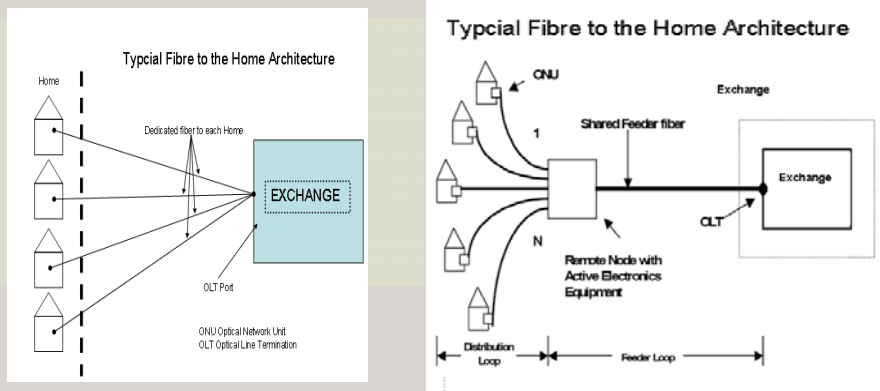 Typcial Fibre to the Home Architecture
Home
Dedicated fiber to each Home
EXCHANGE
OLT Port
ONU Optical Network Unit
OLT Optical Line Termination
Typcial Fibre to the Home Architecture
ONU
Exchange
1
Shared Feeder fiber
Exchange
OLT
N
Remote Node with
Active Electronics
Equipment
Distribution
Loop
Feeder Loop